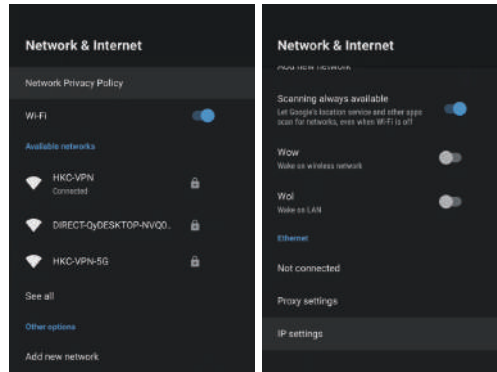 Network & Internet
Network Privacy Policy
Wi-Fi
Available networks
HKC-VPN
Connected
DIRECT-QyDESKTOP-NVQ0..
HKC-VPN-5G
See all
Other options
Add new network
Network & Internet
Add new network
Scanning always available
Let Google's location service and other apps
scan for networks, even when Wi-Fi is off
Wow
Wake on wireless network
Wol
Wake on LAN
Ethernet
Not connected
Proxy settings
IP settings